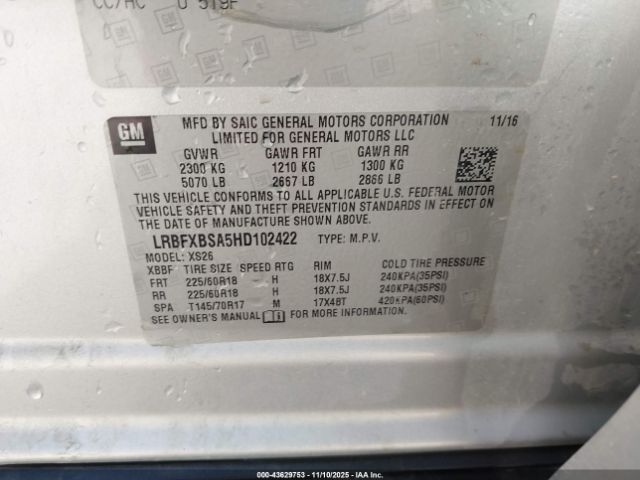 CC/HC U 5T9F
GM
MFD BY SAIC GENERAL MOTORS CORPORATION 11/16
LIMITED FOR GENERAL MOTORS LLC
GVWR GAWR FRT GAWR RR
2300 KG 1210 KG 1300 KG
5070 LB 2667 LB 2866 LB
THIS VEHICLE CONFORMS TO ALL APPLICABLE U.S. FEDERAL MOTOR
VEHICLE SAFETY AND THEFT PREVENTION STANDARDS IN EFFECT ON
THE DATE OF MANUFACTURE SHOWN ABOVE.
LRBFXBSA5HD102422 TYPE: M.P.V.
MODEL: XS26
XBBF TIRE SIZE SPEED RTG RIM COLD TIRE PRESSURE
FRT 225/60R18 H 18X7.5J 240KPA(35PSI)
RR 225/60R18 H 18X7.5J 240KPA(35PSI)
SPA T145/70R17 M 17X4BT 420KPA(60PSI)
SEE OWNER'S MANUAL FOR MORE INFORMATION.
000-43629753 - 11/10/2025 - IAA Inc.